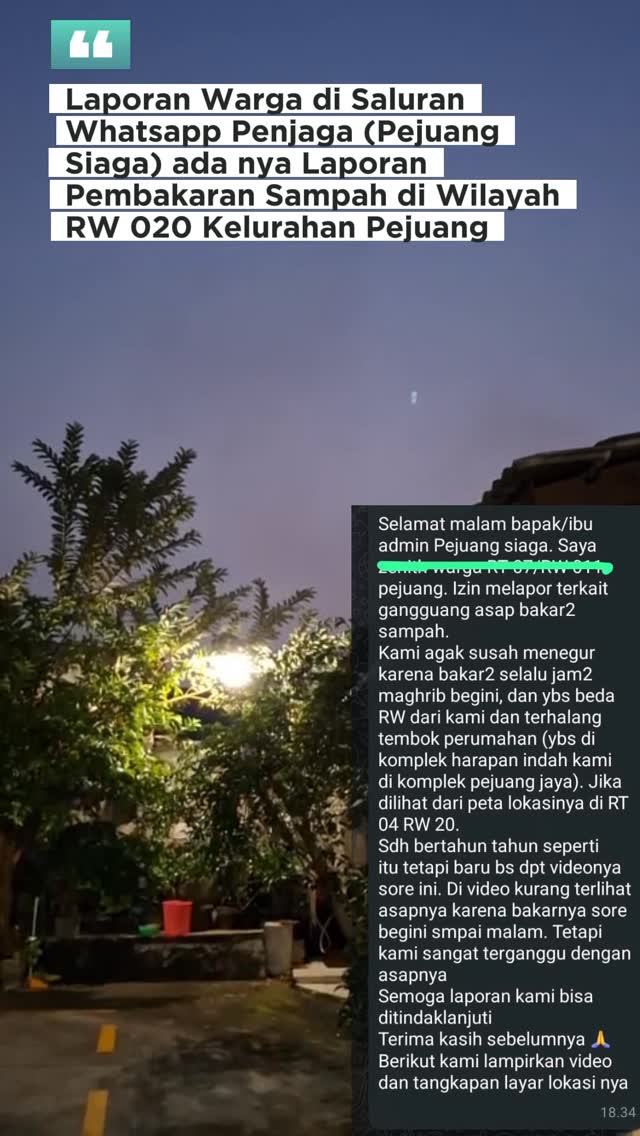 Laporan Warga di Saluran
Whatsapp Penjaga (Pejuang
Siaga) ada nya Laporan
Pembakaran Sampah di Wilayah
RW 020 Kelurahan Pejuang
Selamat malam bapak/ibu
admin Pejuang siaga. Saya
pejuang. Izin melapor terkait
gangguang asap bakar2
sampah.
Kami agak susah menegur
karena bakar2 selalu jam2
maghrib begini, dan ybs beda
RW dari kami dan terhalang
tembok perumahan (ybs di
komplek harapan indah kami
di komplek pejuang jaya). Jika
dilihat dari peta lokasinya di RT
04 RW 20.
Sdh bertahun tahun seperti
itu tetapi baru bs dpt videonya
sore ini. Di video kurang terlihat
asapnya karena bakarnya sore
begini smpai malam. Tetapi
kami sangat terganggu dengan
asapnya
Semoga laporan kami bisa
ditindaklanjuti
Terima kasih sebelumnya 🙏
Berikut kami lampirkan video
dan tangkapan layar lokasi nya
18.34